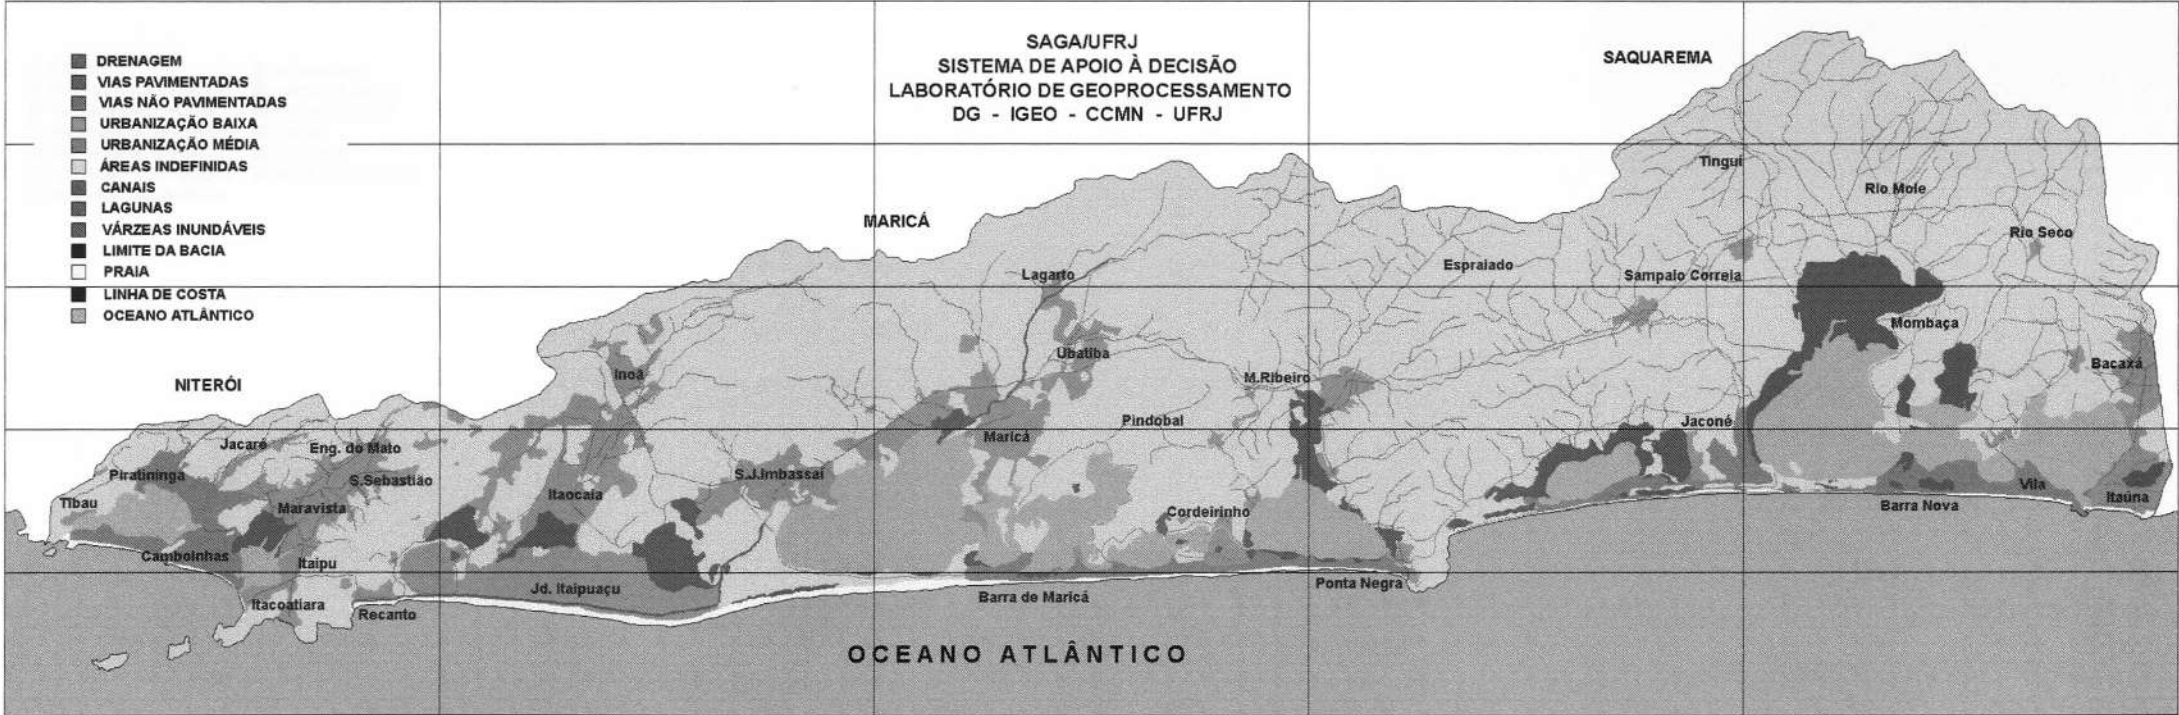 SAGA/UFRJ
SISTEMA DE APOIO À DECISÃO
LABORATÓRIO DE GEOPROCESSAMENTO
DG - IGEO - CCMN - UFRJ
DRENAGEM
VIAS PAVIMENTADAS
VIAS NÃO PAVIMENTADAS
URBANIZAÇÃO BAIXA
URBANIZAÇÃO MÉDIA
ÁREAS INDEFINIDAS
CANAIS
LAGUNAS
VÁRZEAS INUNDÁVEIS
LIMITE DA BACIA
PRAIA
LINHA DE COSTA
OCEANO ATLÂNTICO
SAQUAREMA
MARICÁ
NITERÓI
Tinguí
Rio Mole
Rio Seco
Lagarto
Espraiado
Sampaio Correia
Mombaça
Ubatiba
Inoã
M.Ribeiro
Bacaxá
Jacaré
Eng. do Mato
Maricá
Pindobal
Jaconé
Piratininga
S.Sebastião
S.J.Imbassaí
Tibau
Maravista
Itaocaia
Cordeirinho
Barra Nova
Vila
Itaúna
Camboinhas
Itaipu
Jd. Itaipuaçu
Barra de Maricá
Ponta Negra
Itacoatiara
Recanto
OCEANO ATLÂNTICO